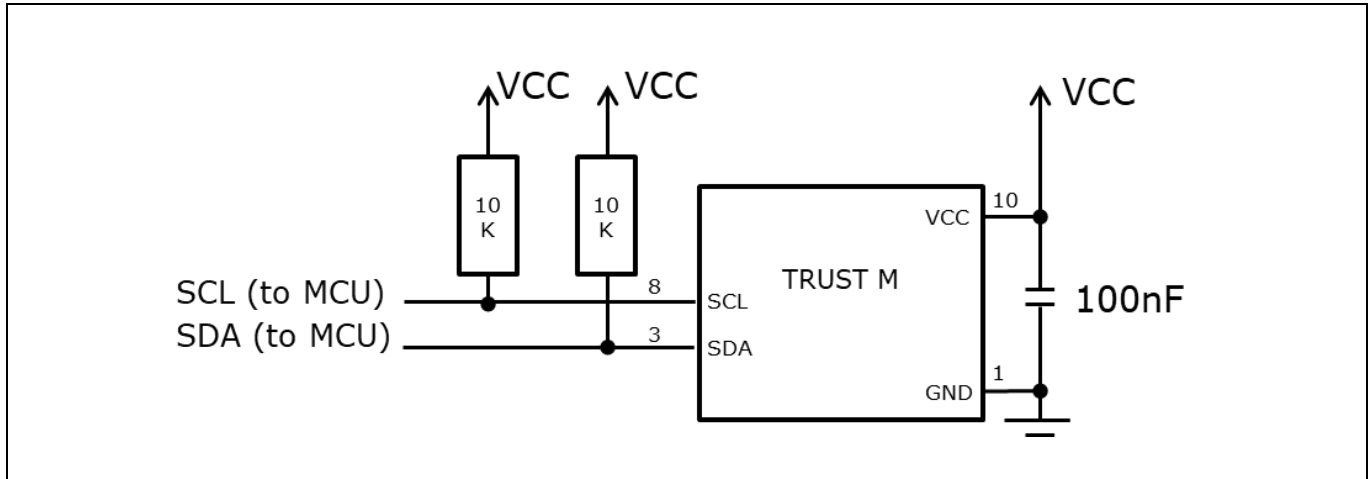 VCC
VCC
VCC
10
K
10
K
10
VCC
TRUST M
SCL (to MCU)
8
SCL
100nF
SDA (to MCU)
3
SDA
1
GND